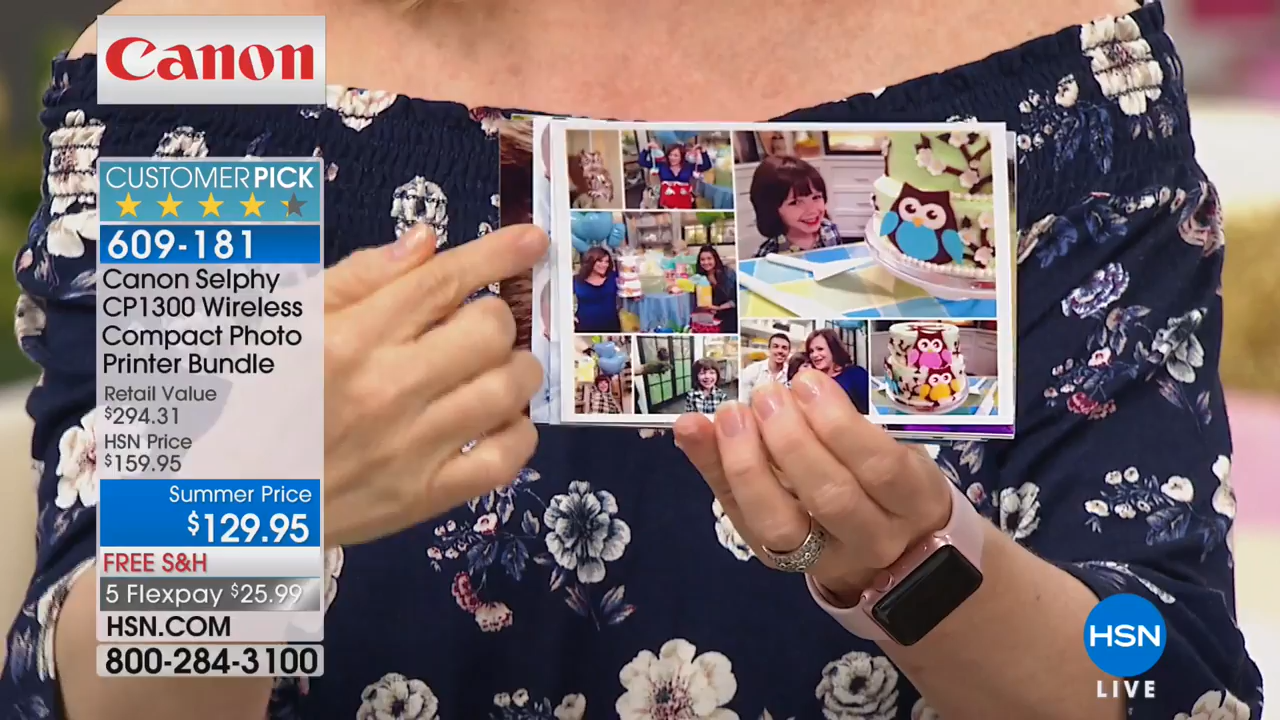 Canon
CUSTOMER PICK
609-181
Canon Selphy
CP1300 Wireless
Compact Photo
Printer Bundle
Retail Value
$294.31
HSN Price
$159.95
Summer Price
$129.95
FREE S&H
5 Flexpay $25.99
HSN.COM
800-284-3100
HSN
LIVE